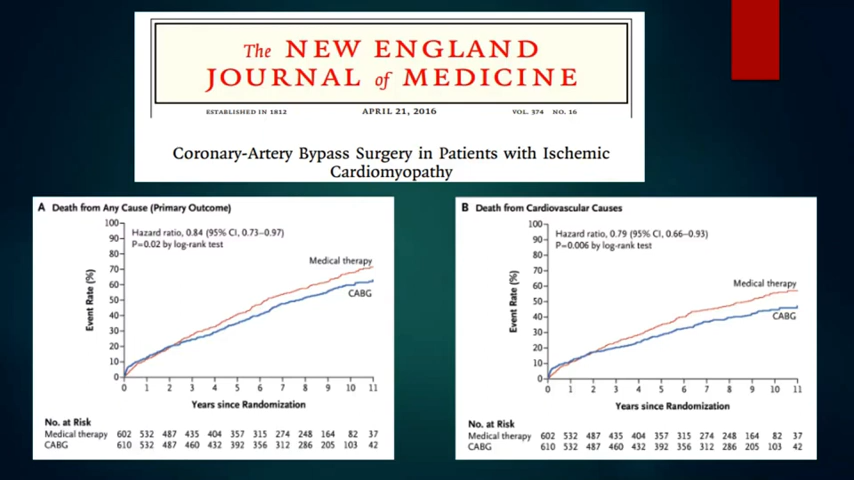 The NEW ENGLAND
JOURNAL of MEDICINE
ESTABLISHED IN 1812 APRIL 21, 2016 VOL. 374 NO. 16
Coronary-Artery Bypass Surgery in Patients with Ischemic
Cardiomyopathy
A Death from Any Cause (Primary Outcome)
100
90
80
70
60
50
40
30
20
10
0
Event Rate (%)
Hazard ratio, 0.84 (95% CI, 0.73–0.97)
P=0.02 by log-rank test
Medical therapy
CABG
0 1 2 3 4 5 6 7 8 9 10 11
Years since Randomization
No. at Risk
Medical therapy 602 532 487 435 404 357 315 274 248 164 82 37
CABG 610 532 487 460 432 392 356 312 286 205 103 42
B Death from Cardiovascular Causes
100
90
80
70
60
50
40
30
20
10
0
Event Rate (%)
Hazard ratio, 0.79 (95% CI, 0.66–0.93)
P=0.006 by log-rank test
Medical therapy
CABG
0 1 2 3 4 5 6 7 8 9 10 11
Years since Randomization
No. at Risk
Medical therapy 602 532 487 435 404 357 315 274 248 164 82 37
CABG 610 532 487 460 432 392 356 312 286 205 103 42